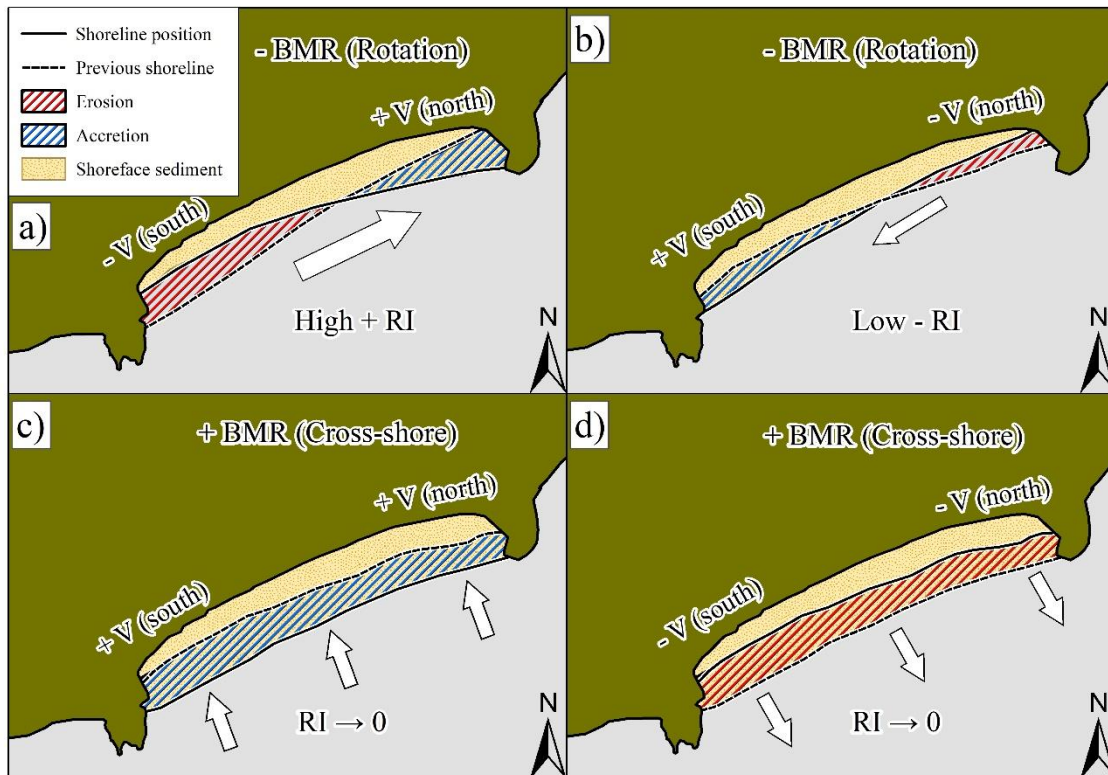 Shoreline position
Previous shoreline
Erosion
Accretion
Shoreface sediment
a)
- BMR (Rotation)
+ V (north)
- V (south)
High + RI
N
b)
- BMR (Rotation)
- V (north)
+ V (south)
Low - RI
N
c)
+ BMR (Cross-shore)
+ V (north)
+ V (south)
RI → 0
N
d)
+ BMR (Cross-shore)
- V (north)
- V (south)
RI → 0
N